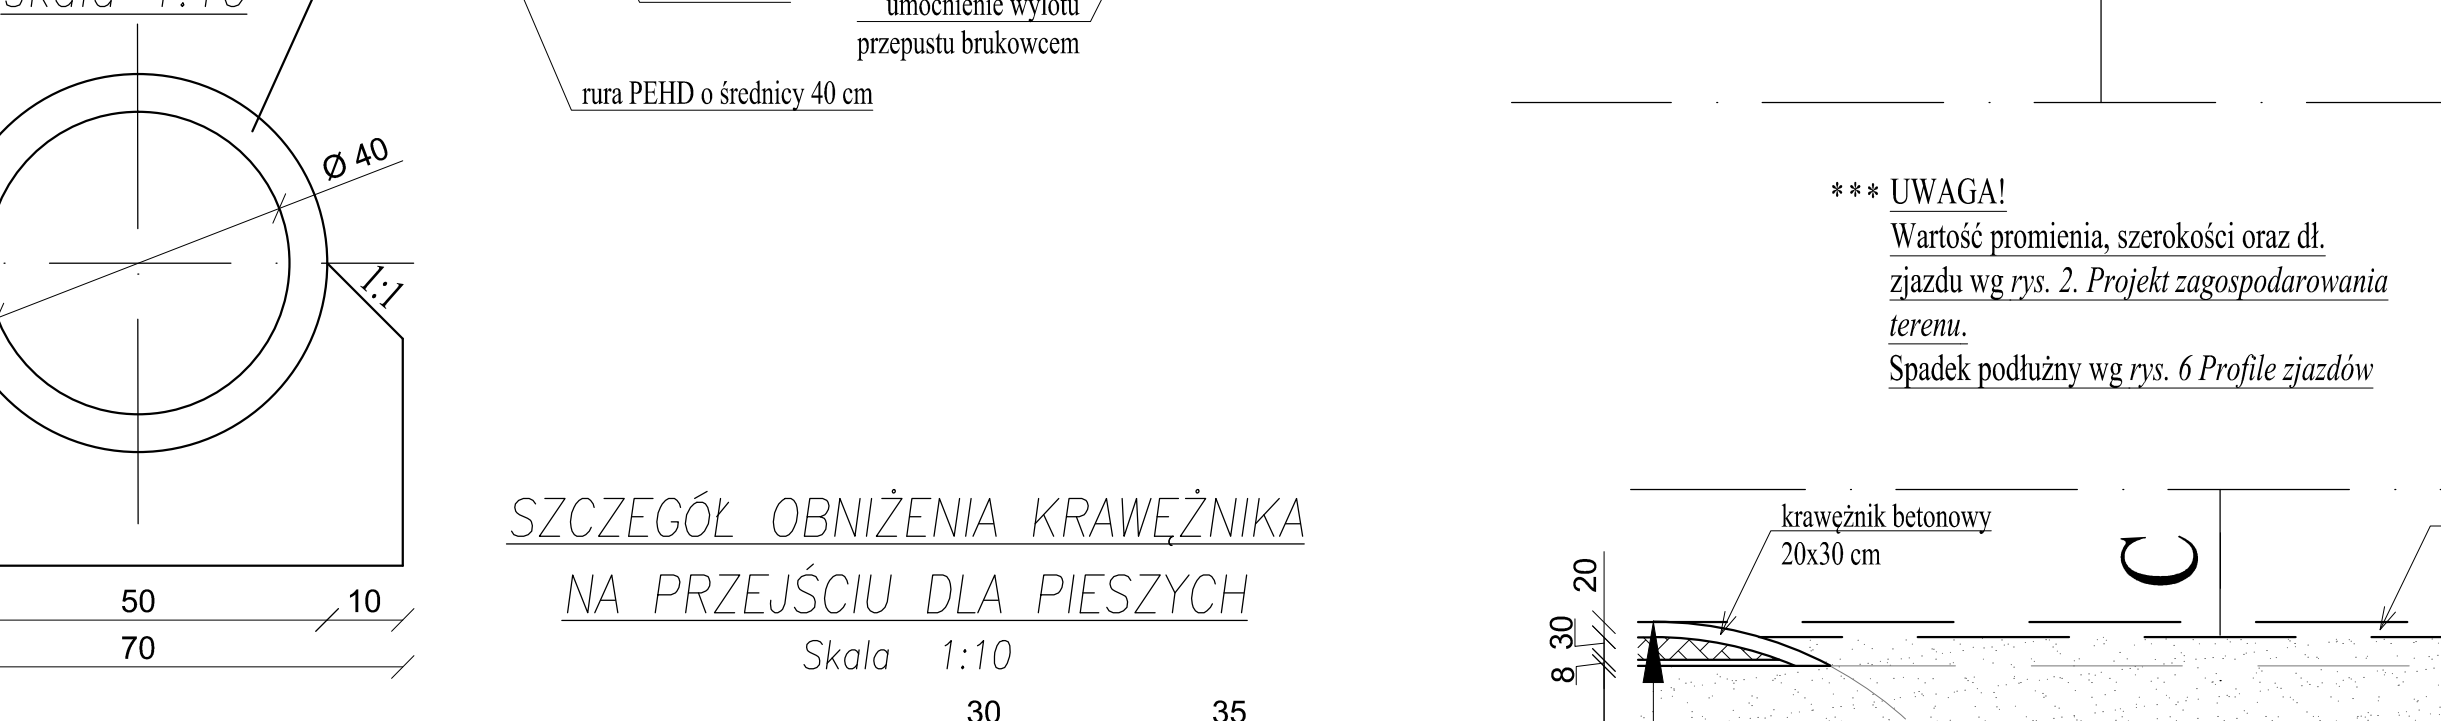 Skala 1:10
umocnienie wylotu
przepustu brukowcem
rura PEHD o średnicy 40 cm
Ø 40
1:1
50
10
70
*** UWAGA!
Wartość promienia, szerokości oraz dł.
zjazdu wg rys. 2. Projekt zagospodarowania
terenu.
Spadek podłużny wg rys. 6 Profile zjazdów
SZCZEGÓŁ OBNIŻENIA KRAWĘŻNIKA
NA PRZEJŚCIU DLA PIESZYCH
Skala 1:10
30
35
krawężnik betonowy
20x30 cm
C
20
30
8